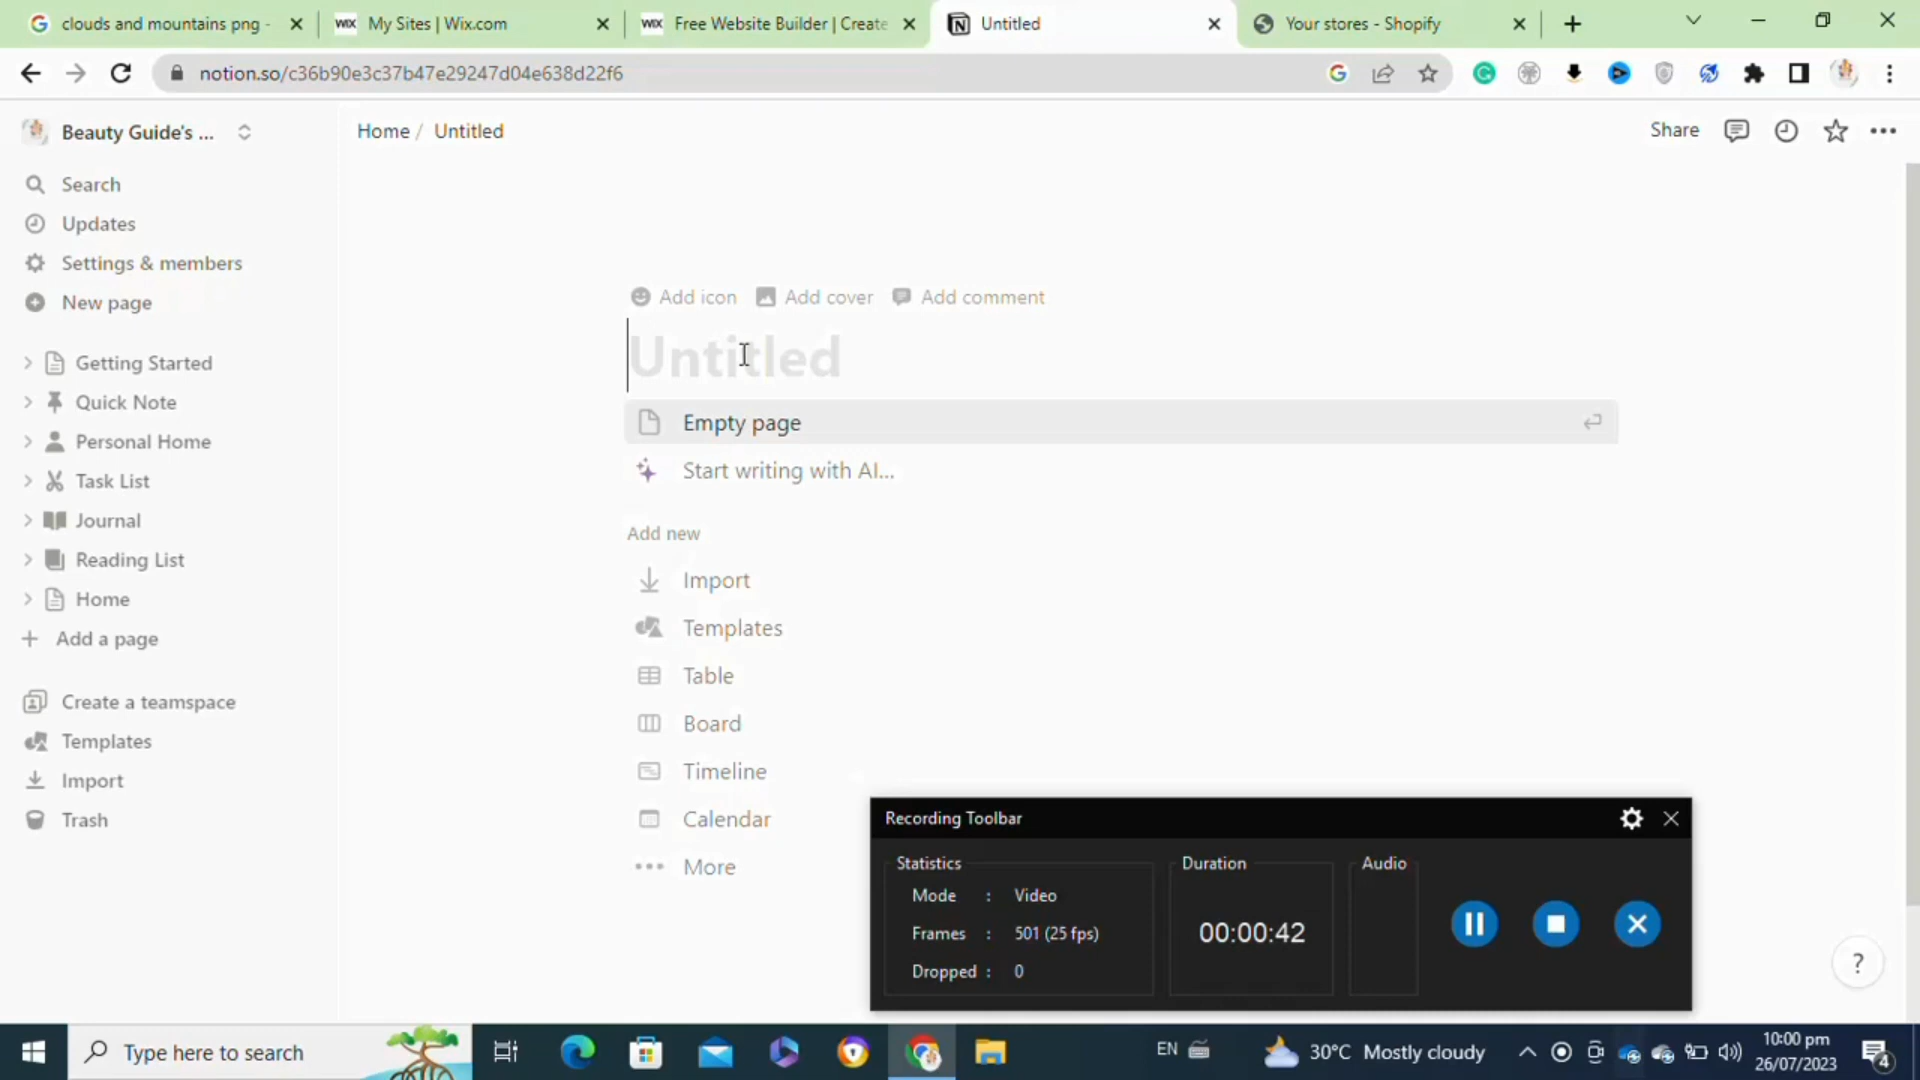 clouds and mountains png -
My Sites | Wix.com
Free Website Builder | Create
Untitled
Your stores - Shopify
notion.so/c36b90e3c37b47e29247d04e638d22f6
Beauty Guide's ...
Home / Untitled
Share
Search
Updates
Settings & members
New page
Getting Started
Quick Note
Personal Home
Task List
Journal
Reading List
Home
Add a page
Create a teamspace
Templates
Import
Trash
Add icon
Add cover
Add comment
Untitled
Empty page
Start writing with AI...
Add new
Import
Templates
Table
Board
Timeline
Calendar
More
Recording Toolbar
Statistics
Mode : Video
Frames : 501 (25 fps)
Dropped : 0
Duration
00:00:42
Audio
?
Type here to search
EN
30°C Mostly cloudy
10:00 pm
26/07/2023
4